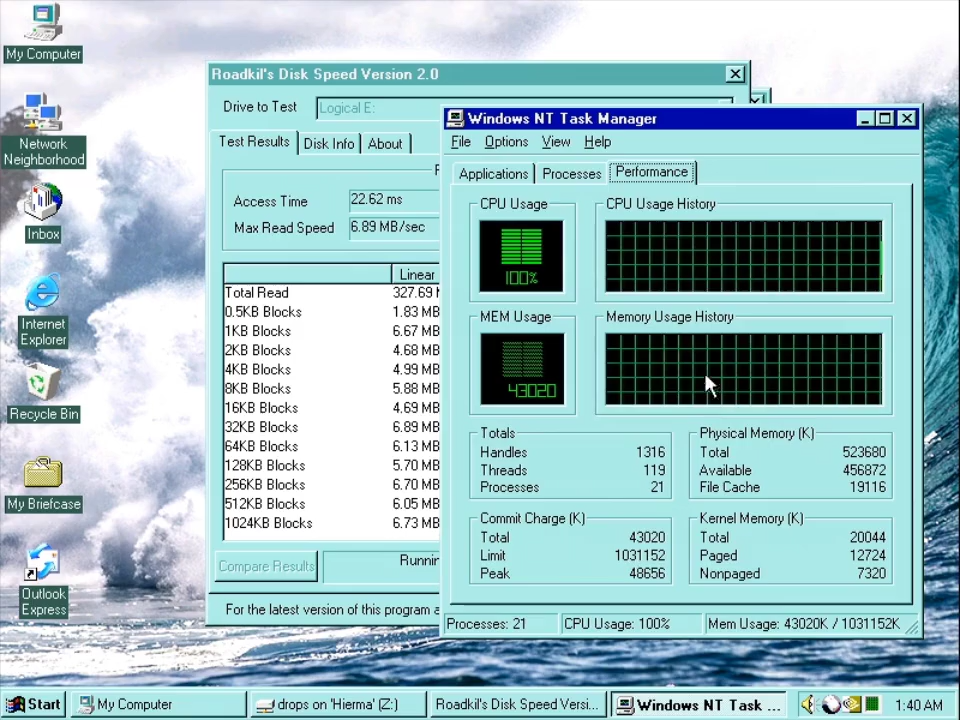 My Computer
Network
Neighborhood
Inbox
Internet
Explorer
Recycle Bin
My Briefcase
Outlook
Express
Roadkil's Disk Speed Version 2.0
Drive to Test
Logical E:
Test Results
Disk Info
About
Access Time
22.62 ms
Max Read Speed
6.89 MB/sec
Linear
Total Read 327.69
0.5KB Blocks 1.83 MB
1KB Blocks 6.67 MB
2KB Blocks 4.68 MB
4KB Blocks 4.99 MB
8KB Blocks 5.88 MB
16KB Blocks 4.69 MB
32KB Blocks 6.89 MB
64KB Blocks 6.13 MB
128KB Blocks 5.70 MB
256KB Blocks 6.70 MB
512KB Blocks 6.05 MB
1024KB Blocks 6.73 MB
Compare Results
Runnin
For the latest version of this program a
Windows NT Task Manager
File Options View Help
Applications Processes Performance
CPU Usage
CPU Usage History
100%
MEM Usage
Memory Usage History
43020
Totals
Handles 1316
Threads 119
Processes 21
Physical Memory (K)
Total 523680
Available 456872
File Cache 19116
Commit Charge (K)
Total 43020
Limit 1031152
Peak 48656
Kernel Memory (K)
Total 20044
Paged 12724
Nonpaged 7320
Processes: 21
CPU Usage: 100%
Mem Usage: 43020K / 1031152K
Start
My Computer
drops on 'Hierma' (Z:)
Roadkil's Disk Speed Versi...
Windows NT Task ...
1:40 AM